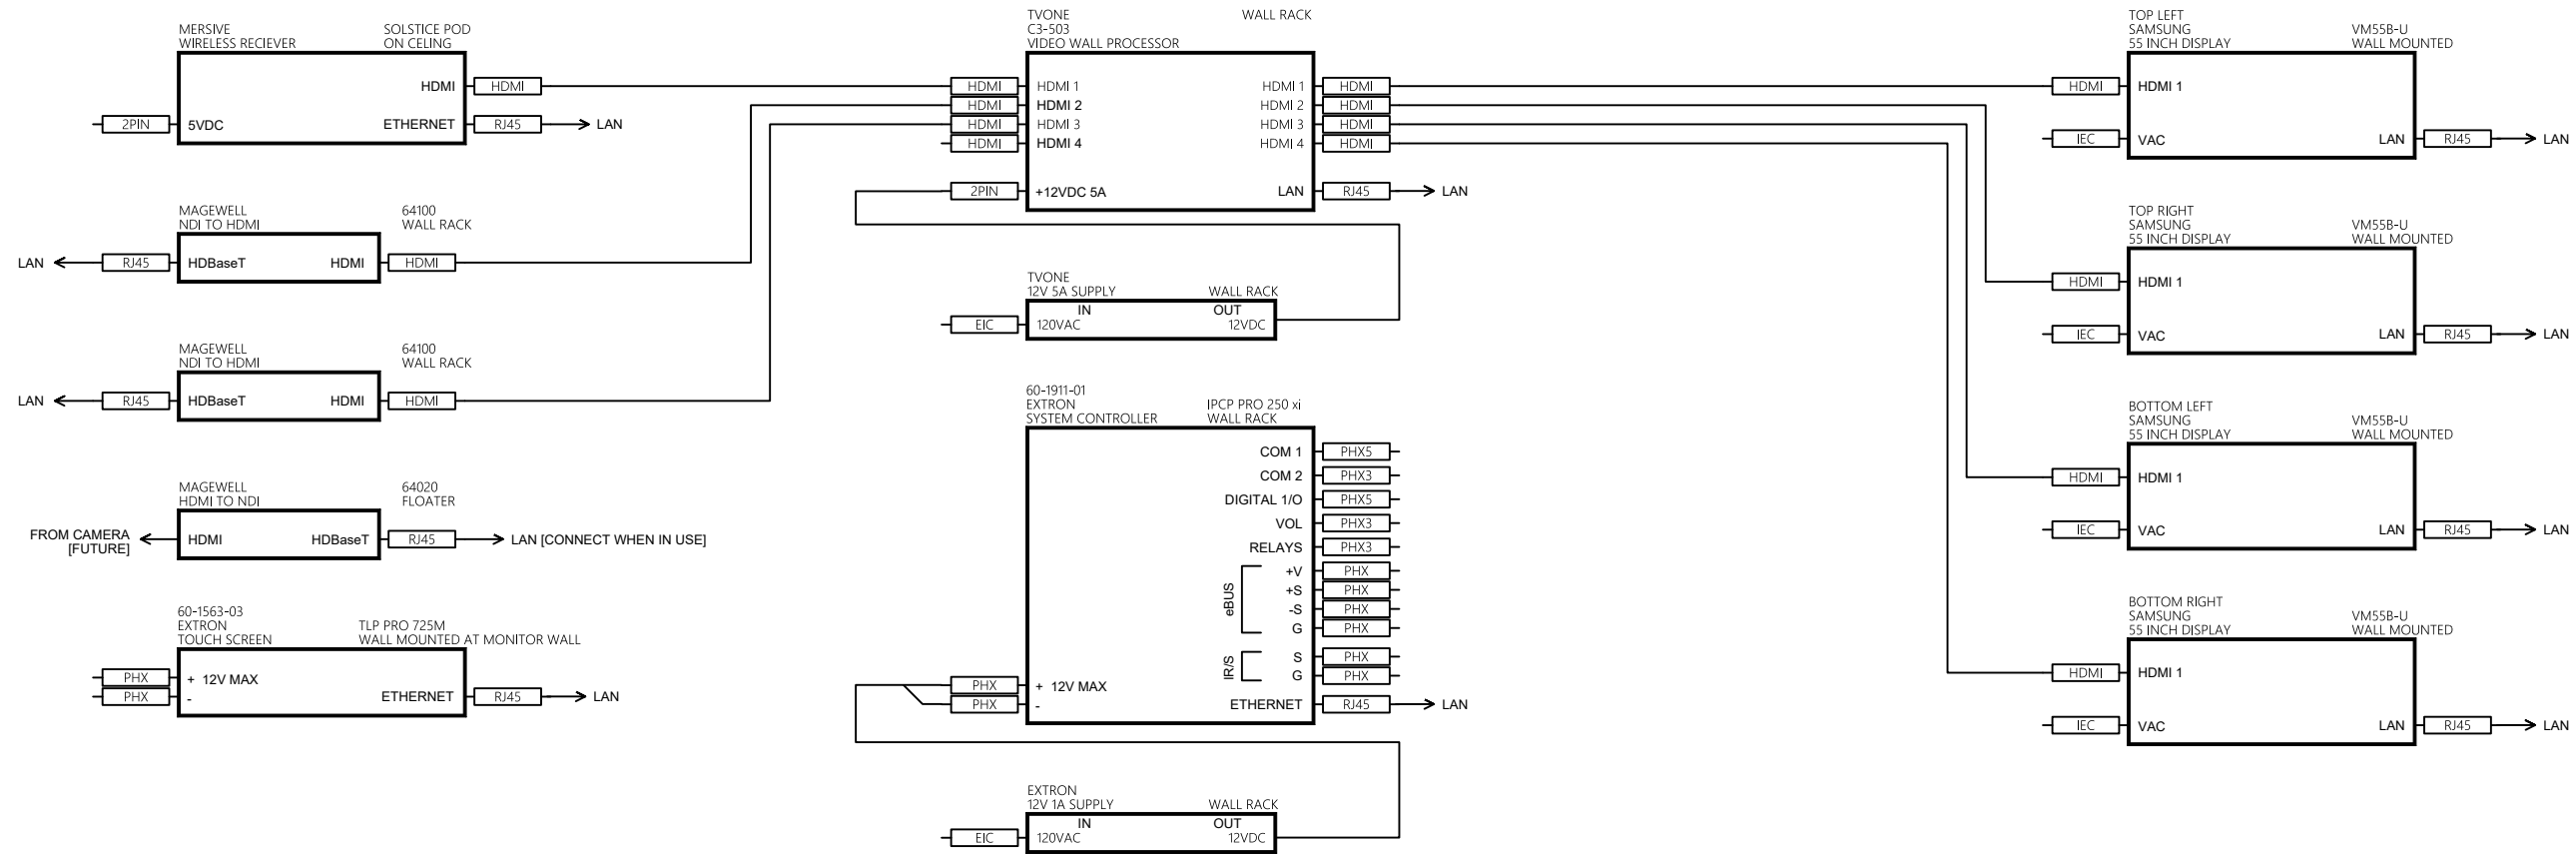 MERSIVE
WIRELESS RECIEVER
SOLSTICE POD
ON CELING
HDMI
HDMI
2PIN
5VDC
ETHERNET
RJ45
LAN
MAGEWELL
NDI TO HDMI
64100
WALL RACK
LAN
RJ45
HDBaseT
HDMI
HDMI
MAGEWELL
NDI TO HDMI
64100
WALL RACK
LAN
RJ45
HDBaseT
HDMI
HDMI
MAGEWELL
HDMI TO NDI
64020
FLOATER
FROM CAMERA
[FUTURE]
HDMI
HDBaseT
RJ45
LAN [CONNECT WHEN IN USE]
60-1563-03
EXTRON
TOUCH SCREEN
TLP PRO 725M
WALL MOUNTED AT MONITOR WALL
PHX
+ 12V MAX
PHX
-
ETHERNET
RJ45
LAN
TVONE
C3-503
VIDEO WALL PROCESSOR
WALL RACK
HDMI
HDMI 1
HDMI 1
HDMI
HDMI
HDMI 2
HDMI 2
HDMI
HDMI
HDMI 3
HDMI 3
HDMI
HDMI
HDMI 4
HDMI 4
HDMI
2PIN
+12VDC 5A
LAN
RJ45
LAN
TVONE
12V 5A SUPPLY
WALL RACK
IN
OUT
EIC
120VAC
12VDC
60-1911-01
EXTRON
SYSTEM CONTROLLER
IPCP PRO 250 xi
WALL RACK
COM 1
PHX5
COM 2
PHX3
DIGITAL 1/O
PHX5
VOL
PHX3
RELAYS
PHX3
eBUS
+V
PHX
+S
PHX
-S
PHX
G
PHX
IR/S
S
PHX
G
PHX
PHX
+ 12V MAX
PHX
-
ETHERNET
RJ45
LAN
EXTRON
12V 1A SUPPLY
WALL RACK
IN
OUT
EIC
120VAC
12VDC
TOP LEFT
SAMSUNG
55 INCH DISPLAY
VM55B-U
WALL MOUNTED
HDMI
HDMI 1
IEC
VAC
LAN
RJ45
LAN
TOP RIGHT
SAMSUNG
55 INCH DISPLAY
VM55B-U
WALL MOUNTED
HDMI
HDMI 1
IEC
VAC
LAN
RJ45
LAN
BOTTOM LEFT
SAMSUNG
55 INCH DISPLAY
VM55B-U
WALL MOUNTED
HDMI
HDMI 1
IEC
VAC
LAN
RJ45
LAN
BOTTOM RIGHT
SAMSUNG
55 INCH DISPLAY
VM55B-U
WALL MOUNTED
HDMI
HDMI 1
IEC
VAC
LAN
RJ45
LAN